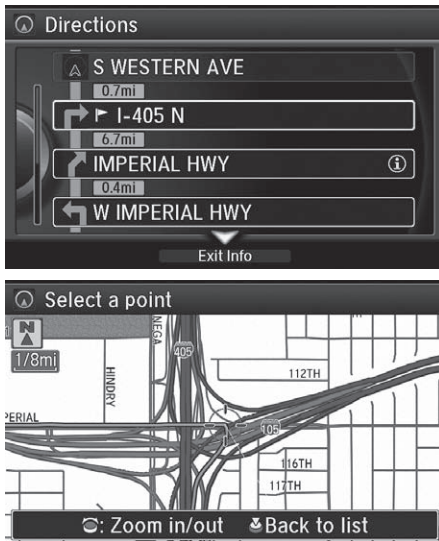 Directions
S WESTERN AVE
0.7mi
I-405 N
6.7mi
IMPERIAL HWY
i
0.4mi
W IMPERIAL HWY
Exit Info
Select a point
N
1/8mi
NEGA
405
HINDRY
112TH
PERIAL
105
116TH
117TH
: Zoom in/out
Back to list